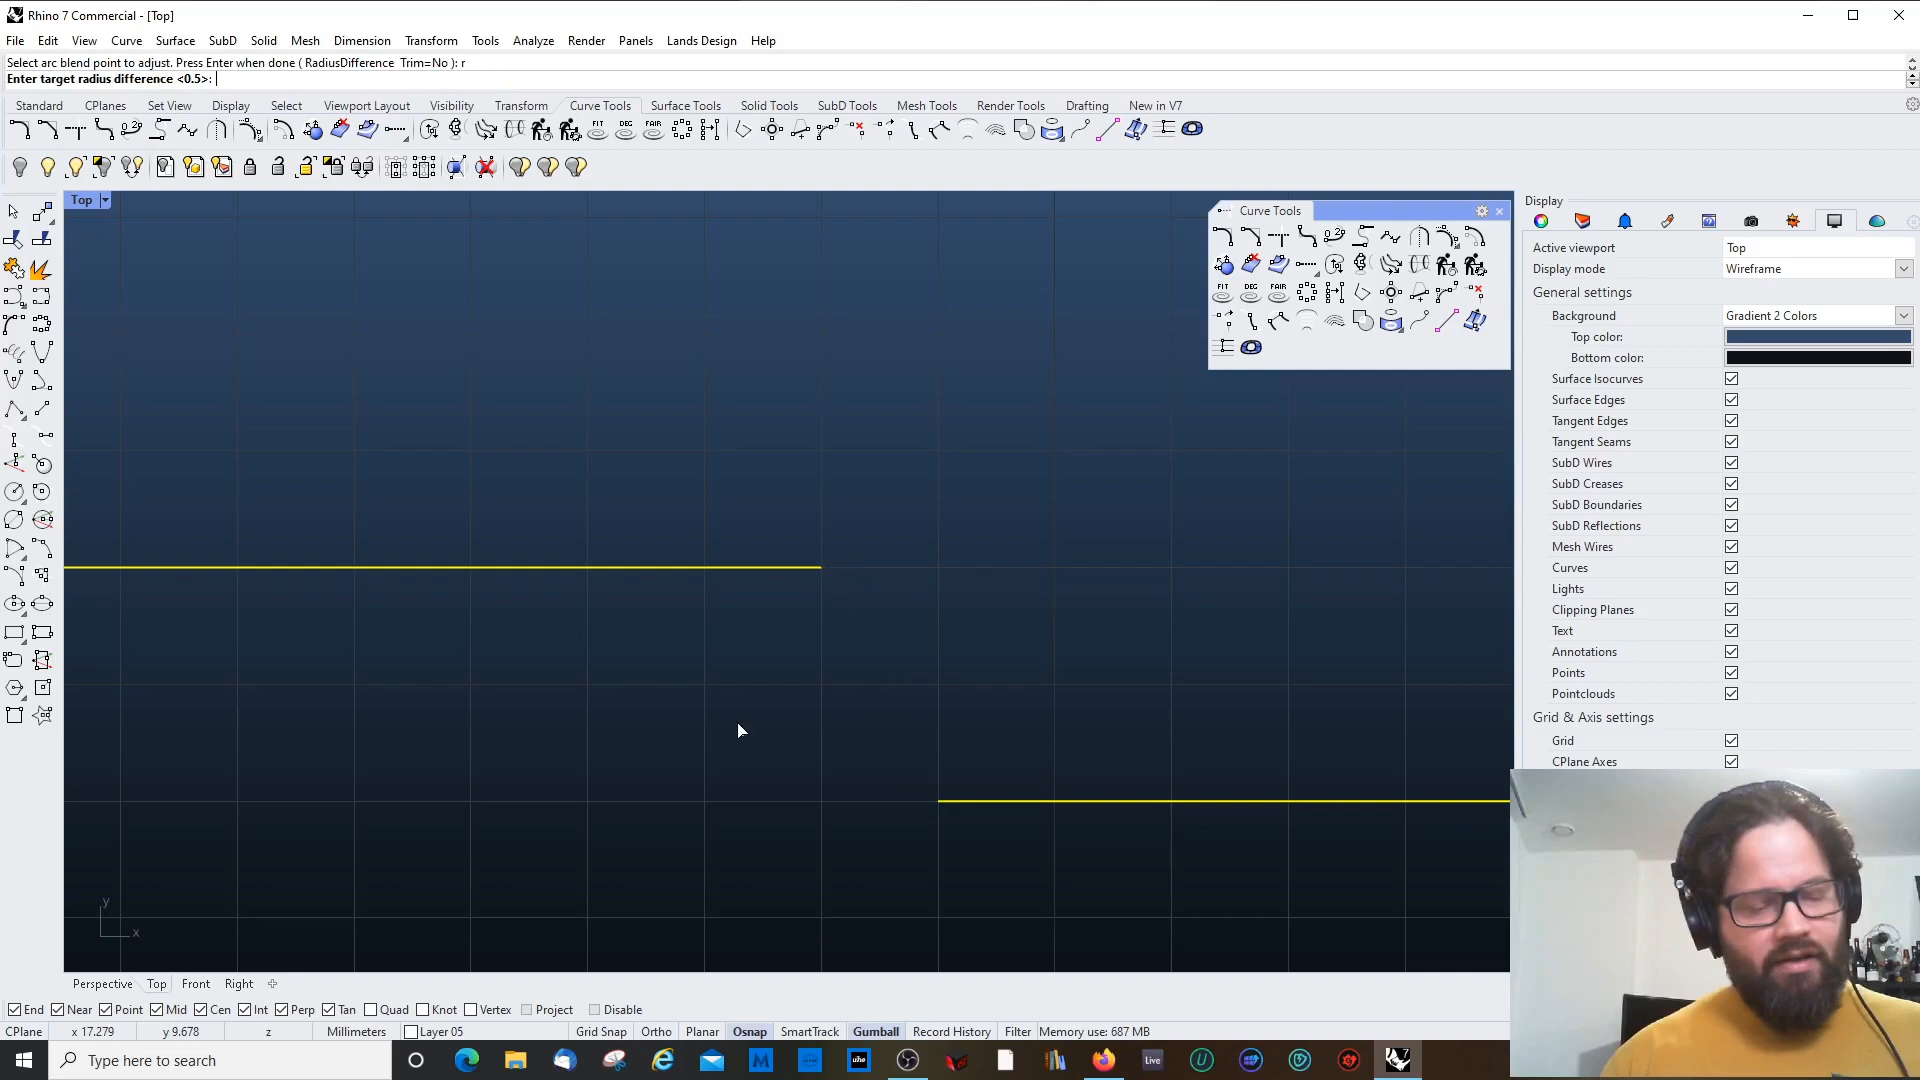 Rhino 7 Commercial - [Top]
File Edit View Curve Surface SubD Solid Mesh Dimension Transform Tools Analyze Render Panels Lands Design Help
Select arc blend point to adjust. Press Enter when done ( RadiusDifference Trim=No ): r
Enter target radius difference <0.5>:
Standard CPlanes Set View Display Select Viewport Layout Visibility Transform Curve Tools Surface Tools Solid Tools SubD Tools Mesh Tools Render Tools Drafting New in V7
FIT DEG FAIR
Top
Curve Tools
FIT DEG FAIR
Display
Active viewport Top
Display mode Wireframe
General settings
Background Gradient 2 Colors
Top color:
Bottom color:
Surface Isocurves
Surface Edges
Tangent Edges
Tangent Seams
SubD Wires
SubD Creases
SubD Boundaries
SubD Reflections
Mesh Wires
Curves
Lights
Clipping Planes
Text
Annotations
Points
Pointclouds
Grid & Axis settings
Grid
CPlane Axes
y
x
Perspective Top Front Right
End Near Point Mid Cen Int Perp Tan Quad Knot Vertex Project Disable
CPlane x 17.279 y 9.678 z Millimeters Layer 05 Grid Snap Ortho Planar Osnap SmartTrack Gumball Record History Filter Memory use: 687 MB
Type here to search
uhe
Live